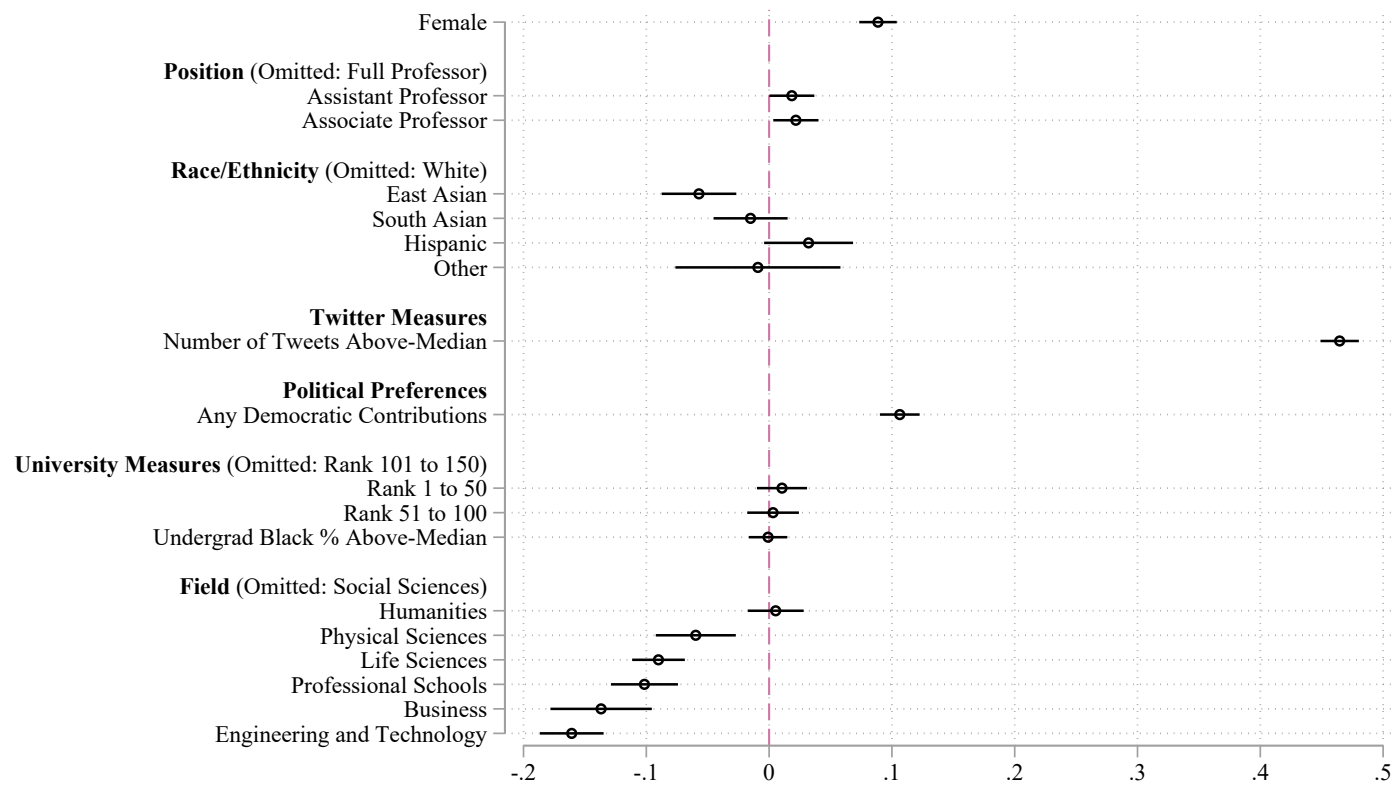 Female
Position (Omitted: Full Professor)
Assistant Professor
Associate Professor
Race/Ethnicity (Omitted: White)
East Asian
South Asian
Hispanic
Other
Twitter Measures
Number of Tweets Above-Median
Political Preferences
Any Democratic Contributions
University Measures (Omitted: Rank 101 to 150)
Rank 1 to 50
Rank 51 to 100
Undergrad Black % Above-Median
Field (Omitted: Social Sciences)
Humanities
Physical Sciences
Life Sciences
Professional Schools
Business
Engineering and Technology
-.2 -.1 0 .1 .2 .3 .4 .5